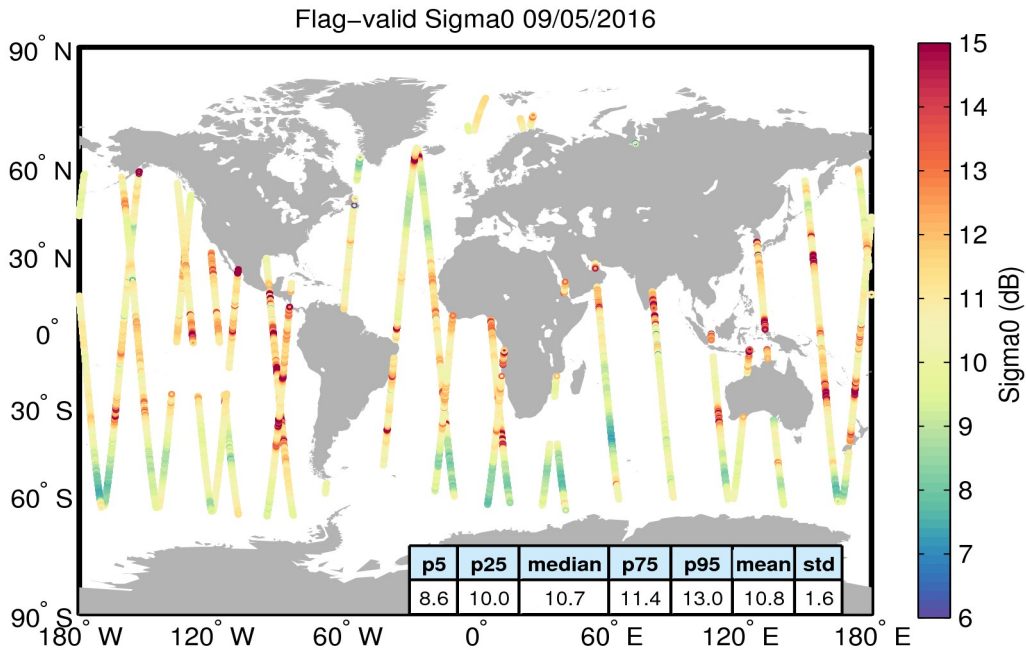 Flag−valid Sigma0 09/05/2016
90° N
60° N
30° N
0°
30° S
60° S
90° S
180° W
120° W
60° W
0°
60° E
120° E
180° E
p5 p25 median p75 p95 mean std
8.6 10.0 10.7 11.4 13.0 10.8 1.6
15
14
13
12
11
10
9
8
7
6
Sigma0 (dB)